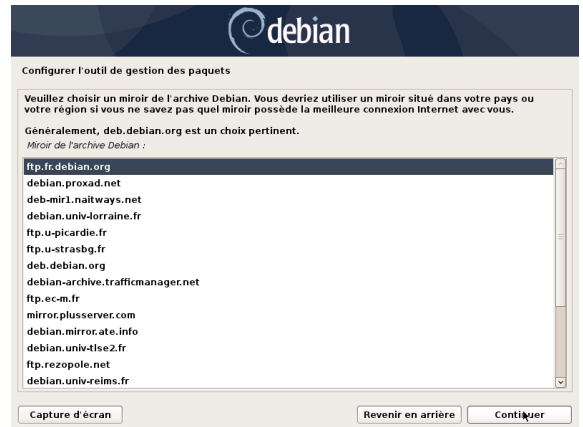 debian
Configurer l'outil de gestion des paquets
Veuillez choisir un miroir de l'archive Debian. Vous devriez utiliser un miroir situé dans votre pays ou
votre région si vous ne savez pas quel miroir possède la meilleure connexion Internet avec vous.
Généralement, deb.debian.org est un choix pertinent.
Miroir de l'archive Debian :
ftp.fr.debian.org
debian.proxad.net
deb-mir1.naitways.net
debian.univ-lorraine.fr
ftp.u-picardie.fr
ftp.u-strasbg.fr
deb.debian.org
debian-archive.trafficmanager.net
ftp.ec-m.fr
mirror.plusserver.com
debian.mirror.ate.info
debian.univ-tlse2.fr
ftp.rezopole.net
debian.univ-reims.fr
Capture d'écran
Revenir en arrière
Continuer